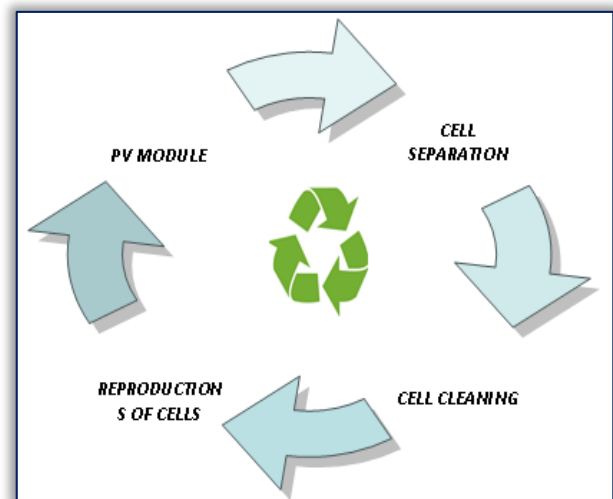 PV MODULE
CELL
SEPARATION
CELL CLEANING
REPRODUCTION
S OF CELLS